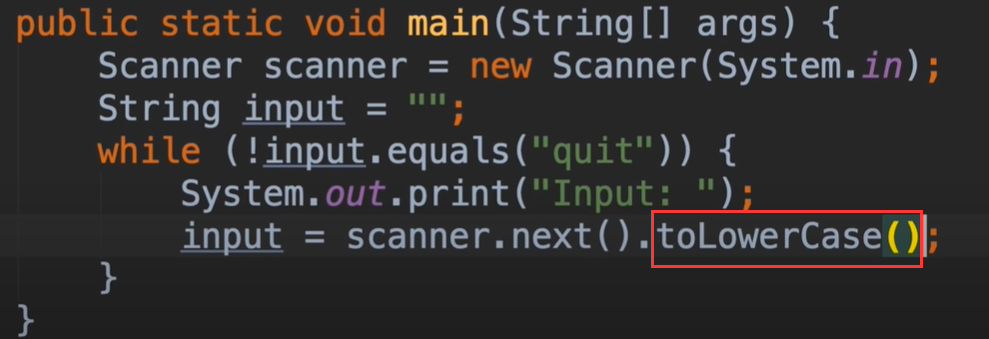 public static void main(String[] args) {
Scanner scanner = new Scanner(System.in);
String input = "";
while (!input.equals("quit")) {
System.out.print("Input: ");
input = scanner.next().toLowerCase();
}
}